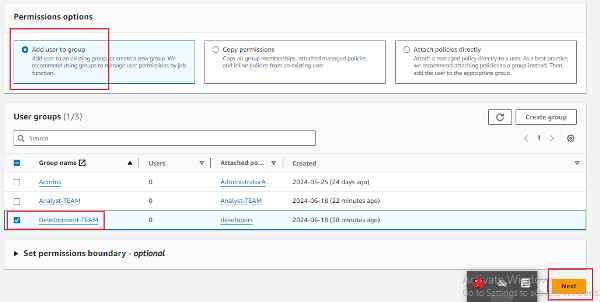 Permissions options
Add user to group
Add user to an existing group, or create a new group. We
recommend using groups to manage user permissions by job
function.
Copy permissions
Copy all group memberships, attached managed policies,
and inline policies from an existing user.
Attach policies directly
Attach a managed policy directly to a user. As a best practice,
we recommend attaching policies to a group instead. Then,
add the user to the appropriate group.
User groups (1/3)
Create group
Search
1
Group name
Users
Attached po...
Created
Admins
0
AdministratorA...
2024-05-25 (24 days ago)
Analyst-TEAM
0
Analyst-TEAM
2024-06-18 (22 minutes ago)
Development-TEAM
0
developers
2024-06-18 (38 minutes ago)
Set permissions boundary - optional
Activate Windows
Go to Settings to activate Windows.
Next